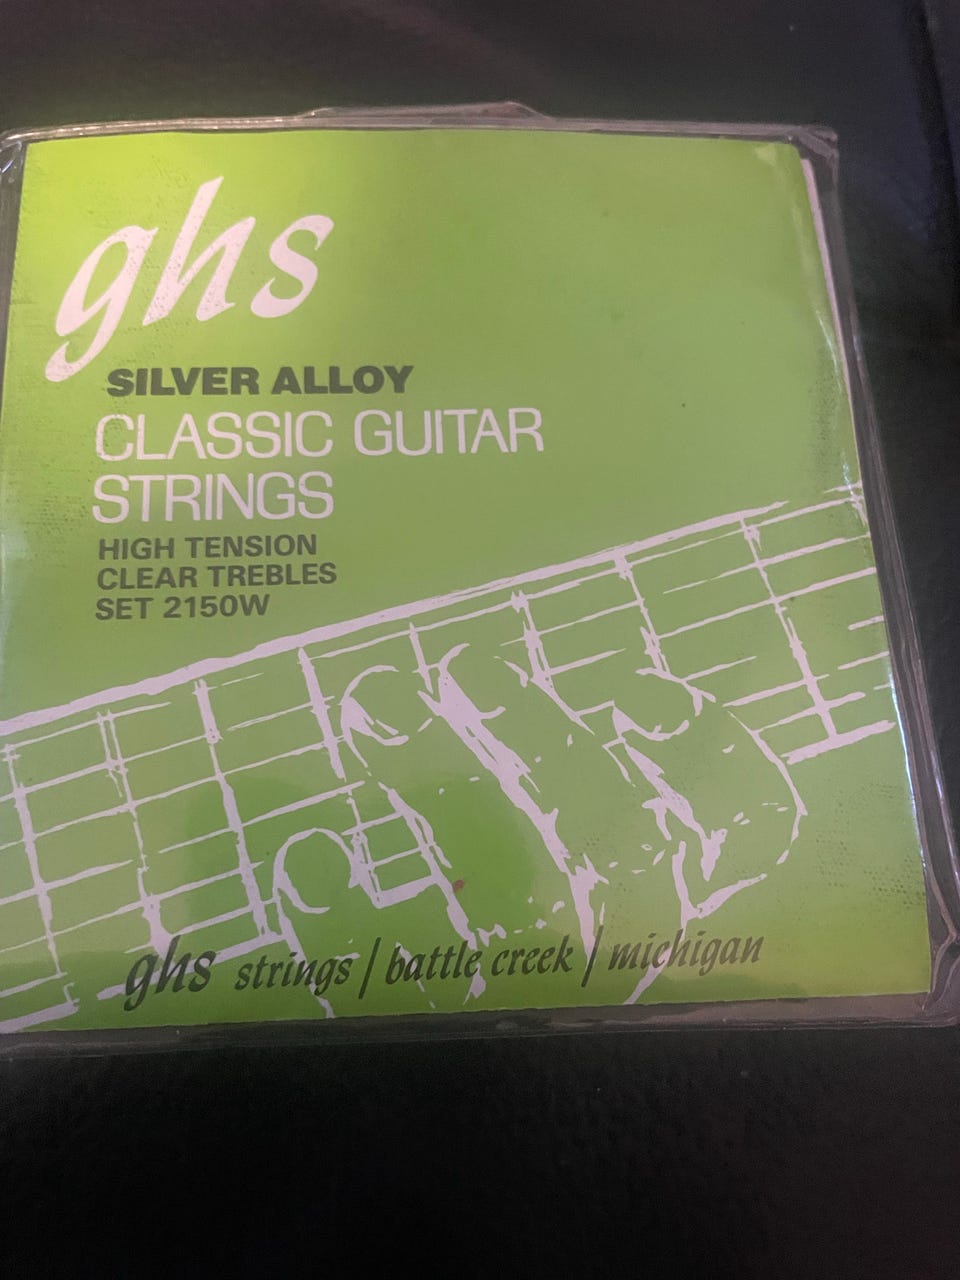 ghs
SILVER ALLOY
CLASSIC GUITAR
STRINGS
HIGH TENSION
CLEAR TREBLES
SET 2150W
ghs strings / battle creek / michigan